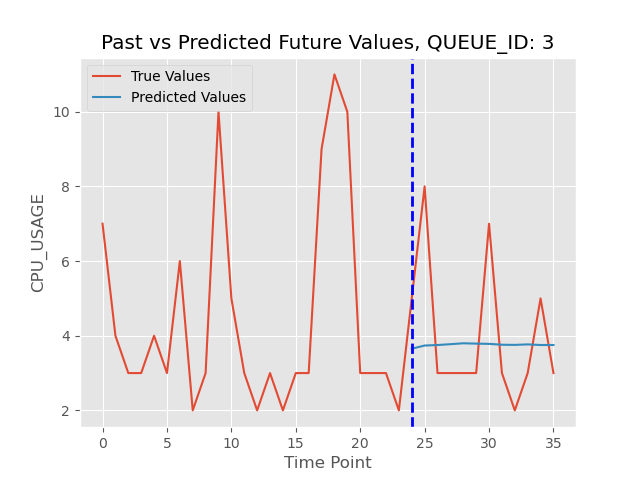 Past vs Predicted Future Values, QUEUE_ID: 3
True Values
Predicted Values
CPU_USAGE
10
8
6
4
2
0 5 10 15 20 25 30 35
Time Point